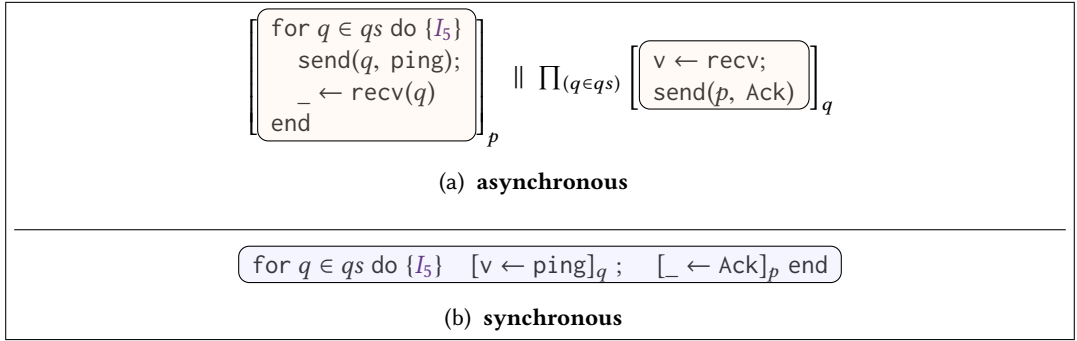 for q ∈ qs do {I₅}
send(q, ping);
_ ← recv(q)
end
p
|| ∏(q∈qs)
v ← recv;
send(p, Ack)
q
(a) asynchronous
for q ∈ qs do {I₅} [v ← ping]q ; [_ ← Ack]p end
(b) synchronous